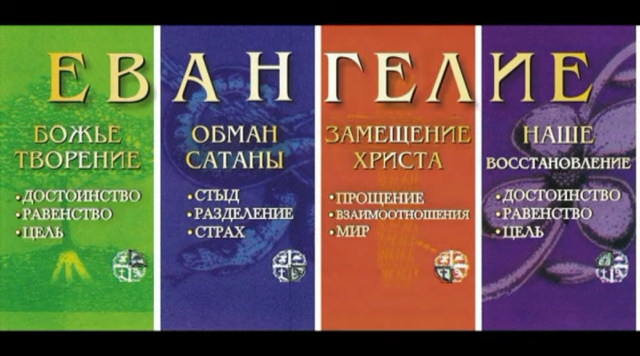 ЕВАНГЕЛИЕ
БОЖЬЕ
ТВОРЕНИЕ
•ДОСТОИНСТВО
•РАВЕНСТВО
•ЦЕЛЬ
ОБМАН
САТАНЫ
•СТЫД
•РАЗДЕЛЕНИЕ
•СТРАХ
ЗАМЕЩЕНИЕ
ХРИСТА
•ПРОЩЕНИЕ
•ВЗАИМООТНОШЕНИЯ
•МИР
НАШЕ
ВОССТАНОВЛЕНИЕ
•ДОСТОИНСТВО
•РАВЕНСТВО
•ЦЕЛЬ